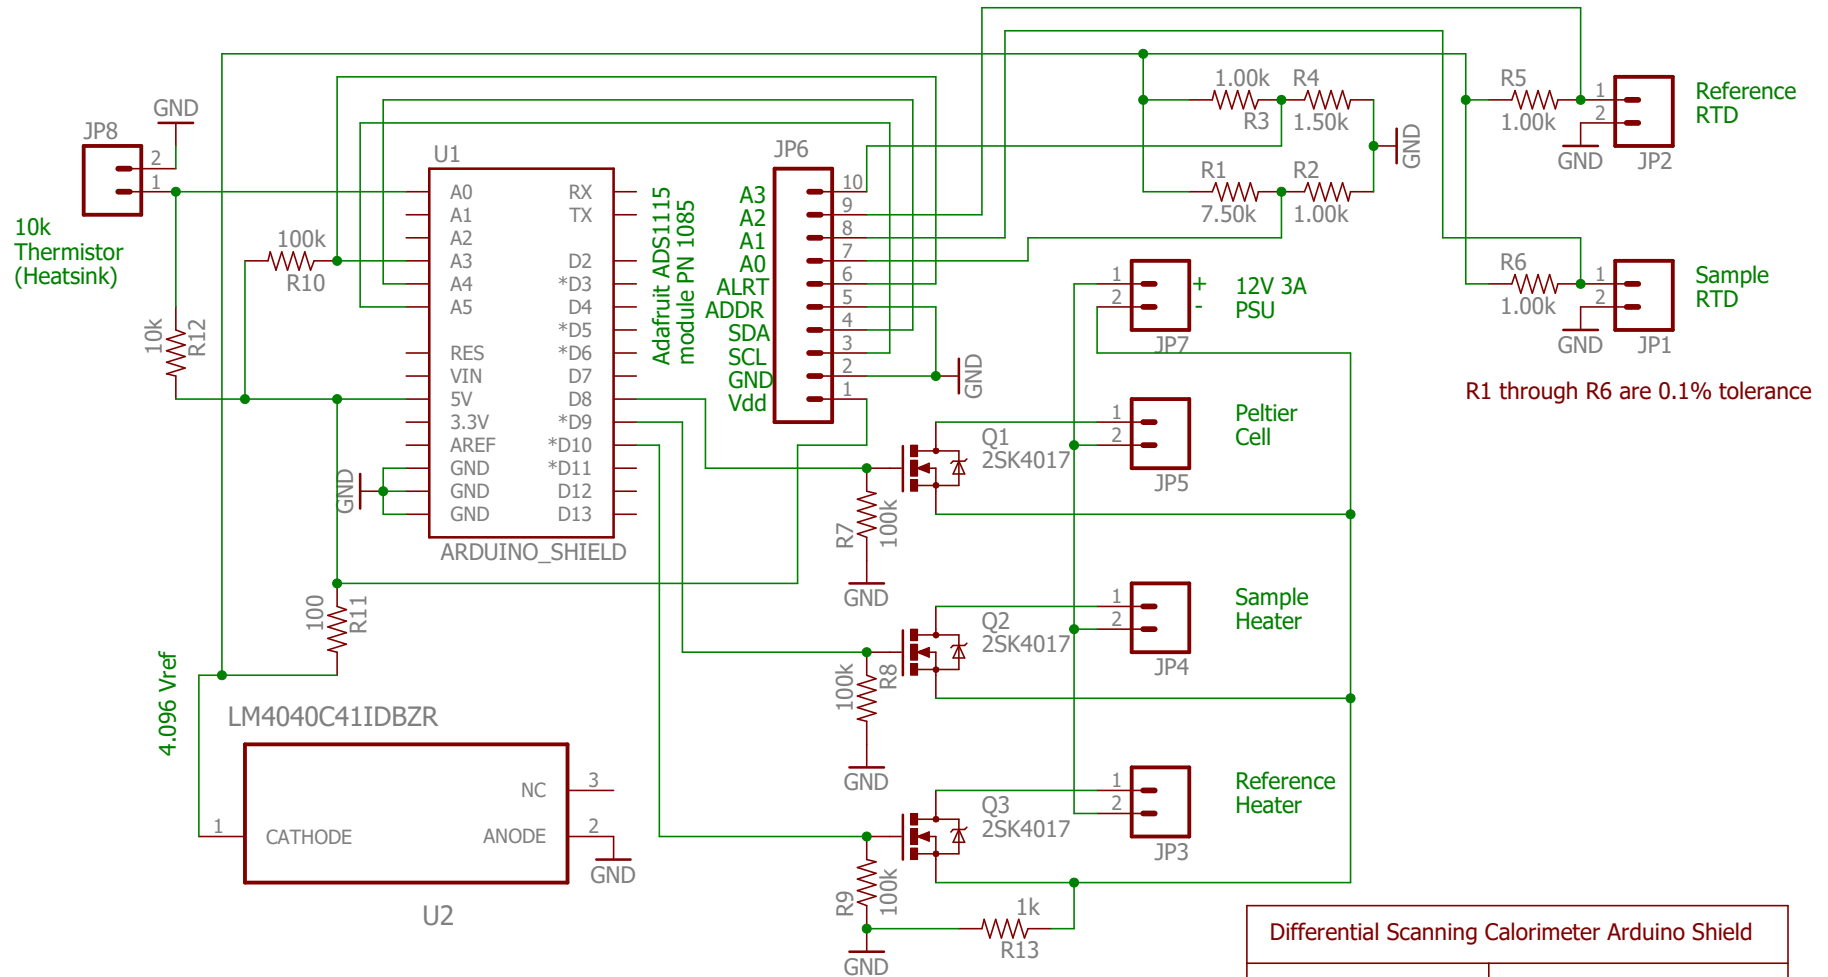 GND
JP8
2
1
10k
Thermistor
(Heatsink)
100k
R10
10k
R12
U1
A0
A1
A2
A3
A4
A5
RES
VIN
5V
3.3V
AREF
GND
GND
GND
RX
TX
D2
*D3
D4
*D5
*D6
D7
D8
*D9
*D10
*D11
D12
D13
ARDUINO_SHIELD
GND
Adafruit ADS1115
module PN 1085
JP6
A3
A2
A1
A0
ALRT
ADDR
SDA
SCL
GND
Vdd
10
9
8
7
6
5
4
3
2
1
GND
1.00k
R4
R3
1.50k
R1
R2
7.50k
1.00k
GND
R5
1.00k
1
2
GND
JP2
Reference
RTD
R6
1.00k
1
2
GND
JP1
Sample
RTD
R1 through R6 are 0.1% tolerance
1
2
+
-
12V 3A
PSU
JP7
Q1
2SK4017
1
2
JP5
Peltier
Cell
R7
100k
GND
Q2
2SK4017
1
2
JP4
Sample
Heater
100k
R8
GND
Q3
2SK4017
1
2
JP3
Reference
Heater
R9
100k
GND
1k
R13
100
R11
4.096 Vref
LM4040C41IDBZR
NC
3
1
CATHODE
ANODE
2
GND
U2
Differential Scanning Calorimeter Arduino Shield